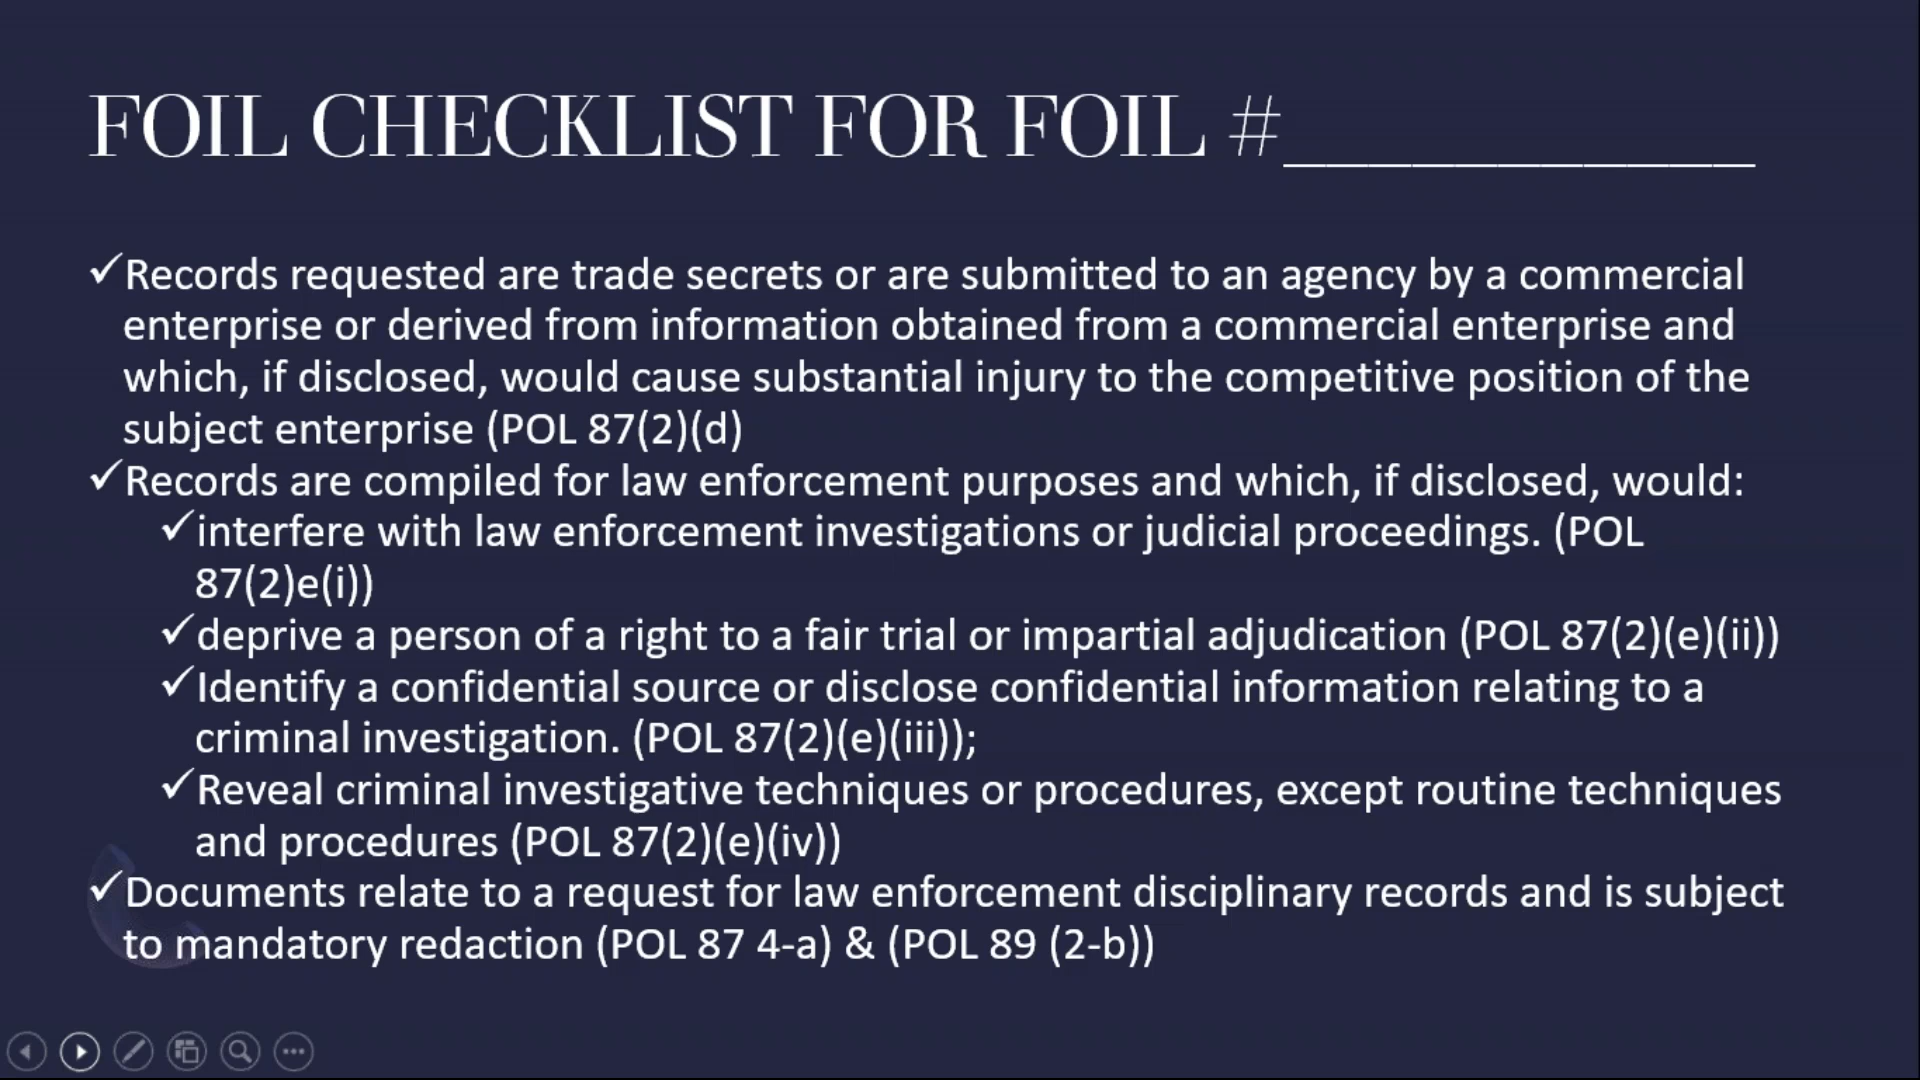 FOIL CHECKLIST FOR FOIL #___________
✓Records requested are trade secrets or are submitted to an agency by a commercial
enterprise or derived from information obtained from a commercial enterprise and
which, if disclosed, would cause substantial injury to the competitive position of the
subject enterprise (POL 87(2)(d)
✓Records are compiled for law enforcement purposes and which, if disclosed, would:
✓interfere with law enforcement investigations or judicial proceedings. (POL
87(2)e(i))
✓deprive a person of a right to a fair trial or impartial adjudication (POL 87(2)(e)(ii))
✓Identify a confidential source or disclose confidential information relating to a
criminal investigation. (POL 87(2)(e)(iii));
✓Reveal criminal investigative techniques or procedures, except routine techniques
and procedures (POL 87(2)(e)(iv))
✓Documents relate to a request for law enforcement disciplinary records and is subject
to mandatory redaction (POL 87 4-a) & (POL 89 (2-b))